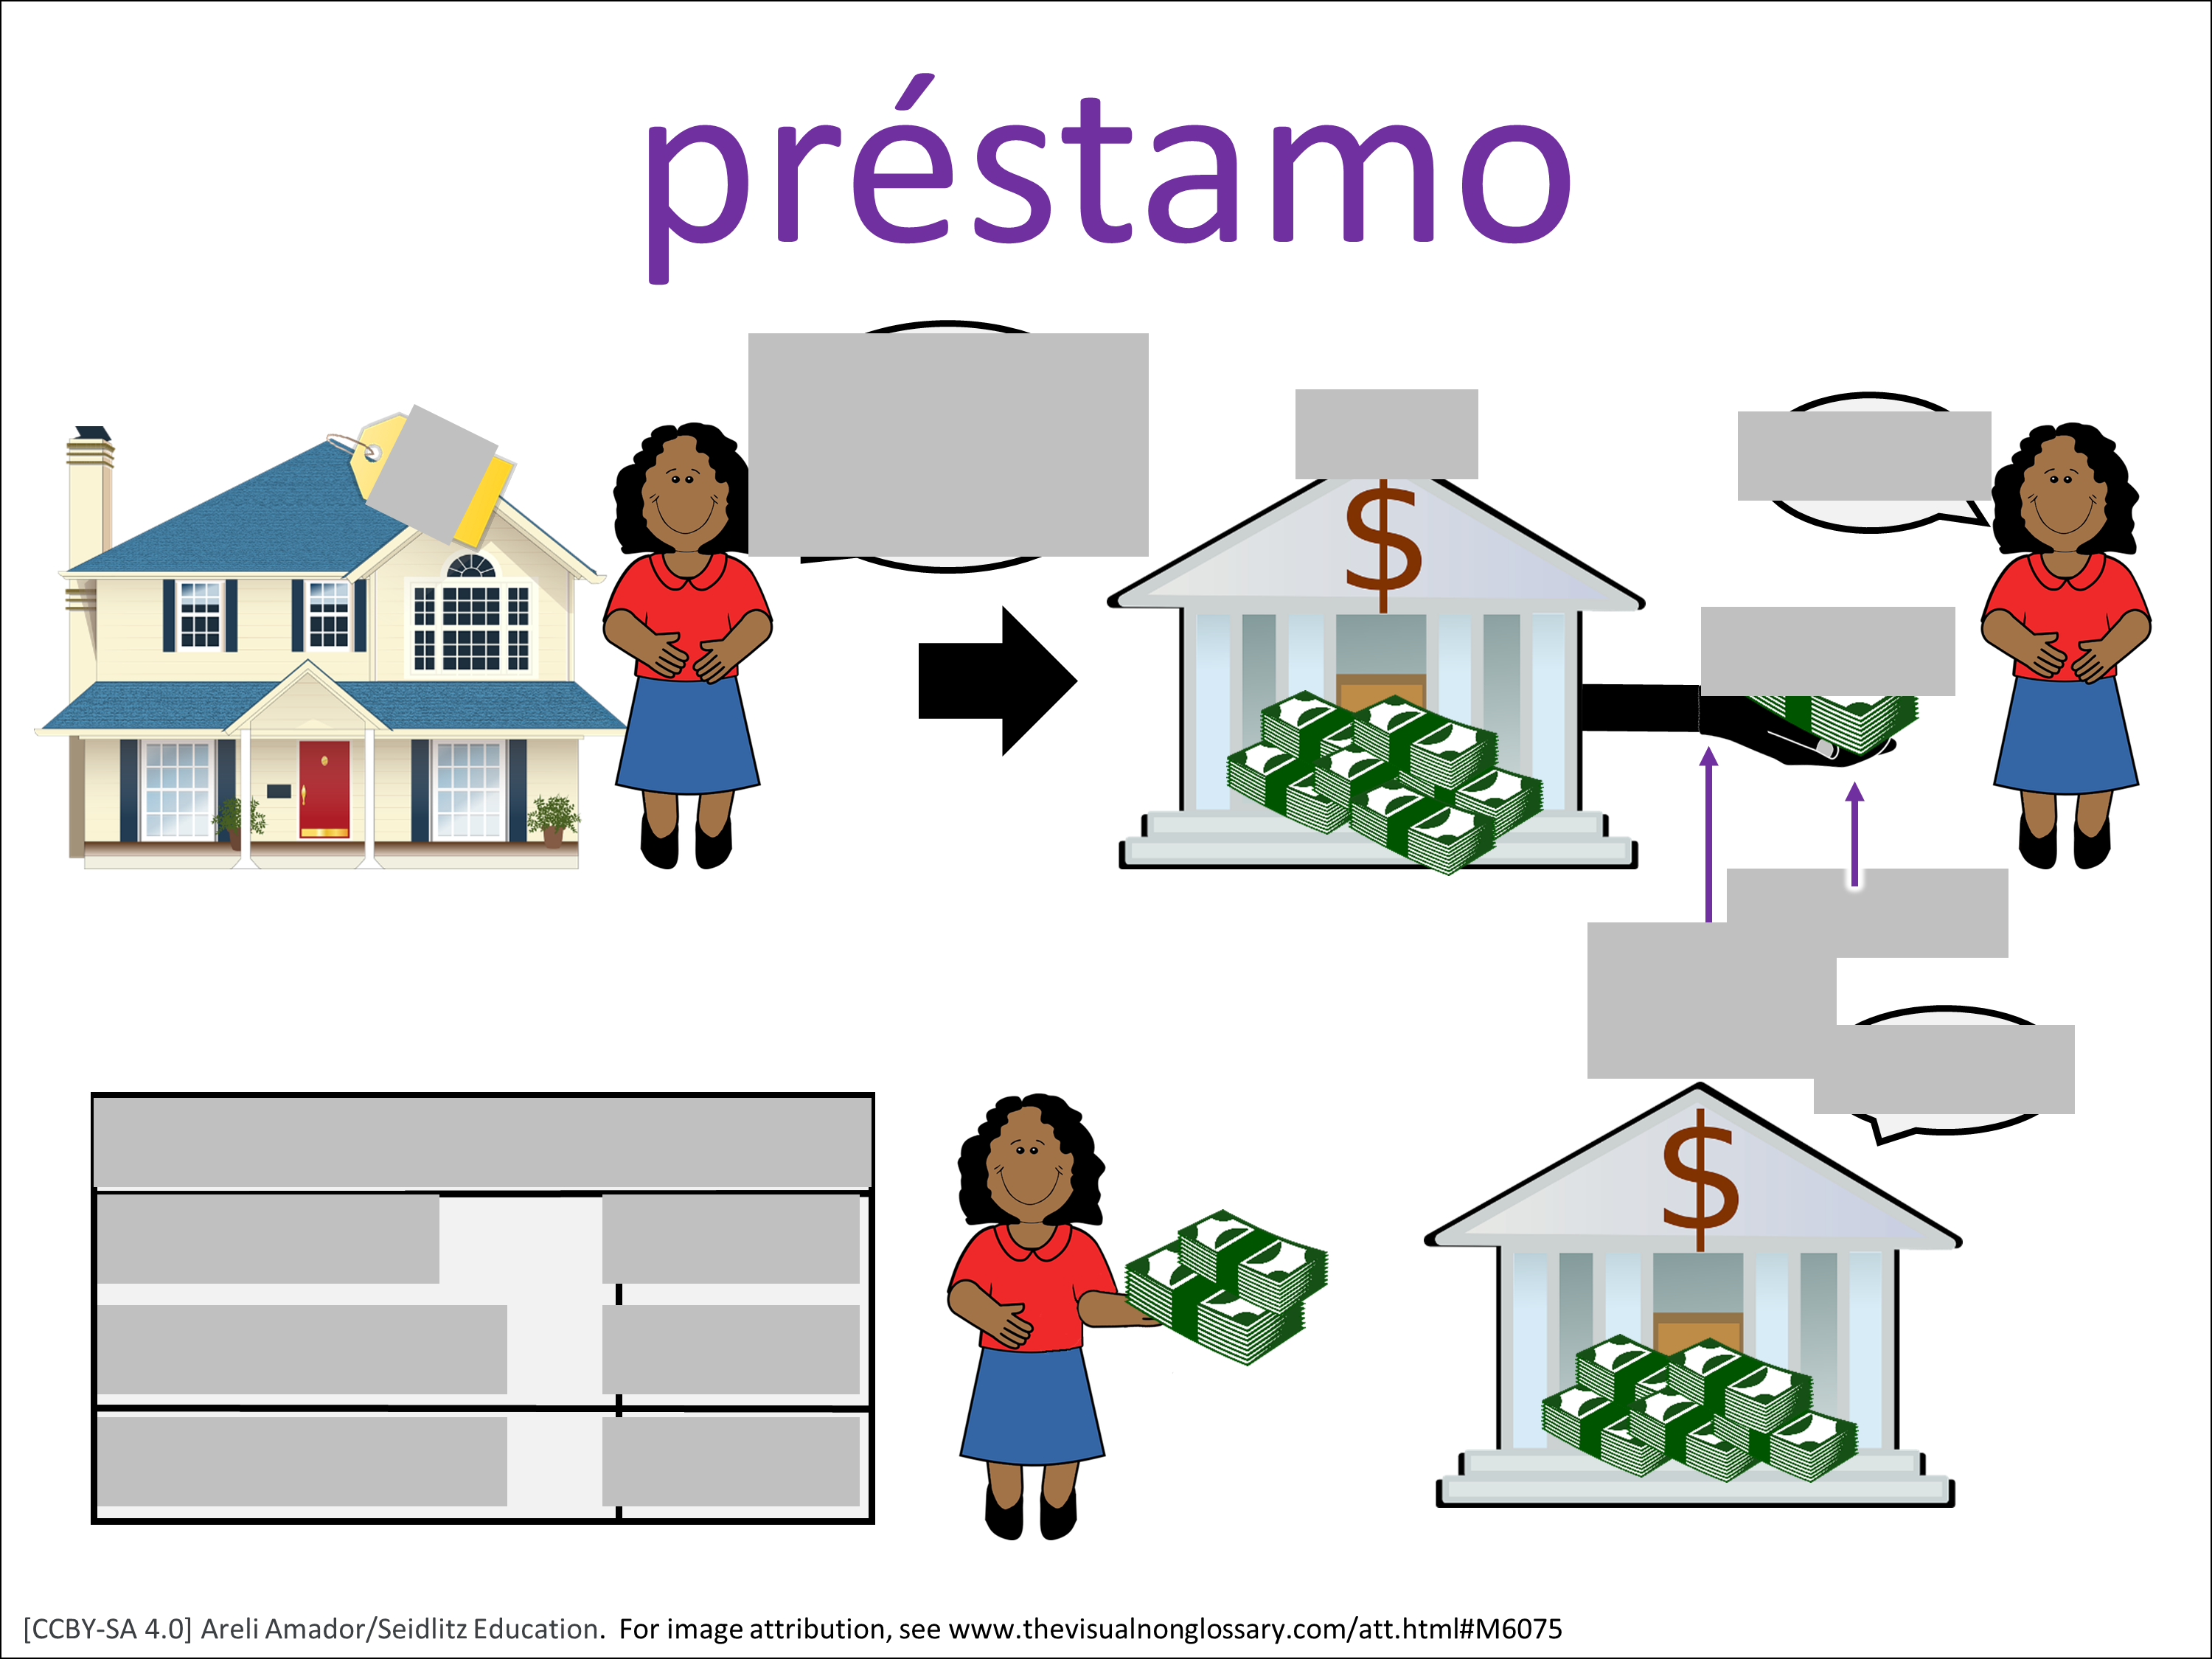 préstamo
$
$
[CCBY-SA 4.0] Areli Amador/Seidlitz Education. For image attribution, see www.thevisualnonglossary.com/att.html#M6075